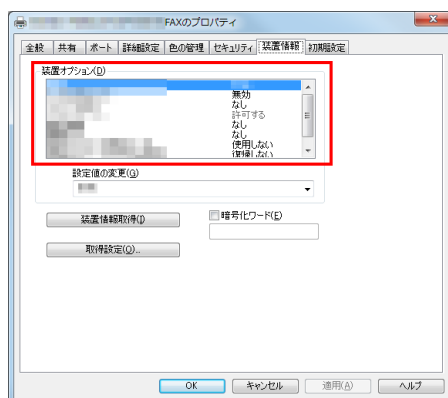 FAXのプロパティ
全般 共有 ポート 詳細設定 色の管理 セキュリティ 装置情報 初期設定
装置オプション(D)
無効
なし
許可する
なし
なし
使用しない
復帰しない
設定値の変更(G)
装置情報取得(J)
暗号化ワード(E)
取得設定(O)...
OK キャンセル 適用(A) ヘルプ